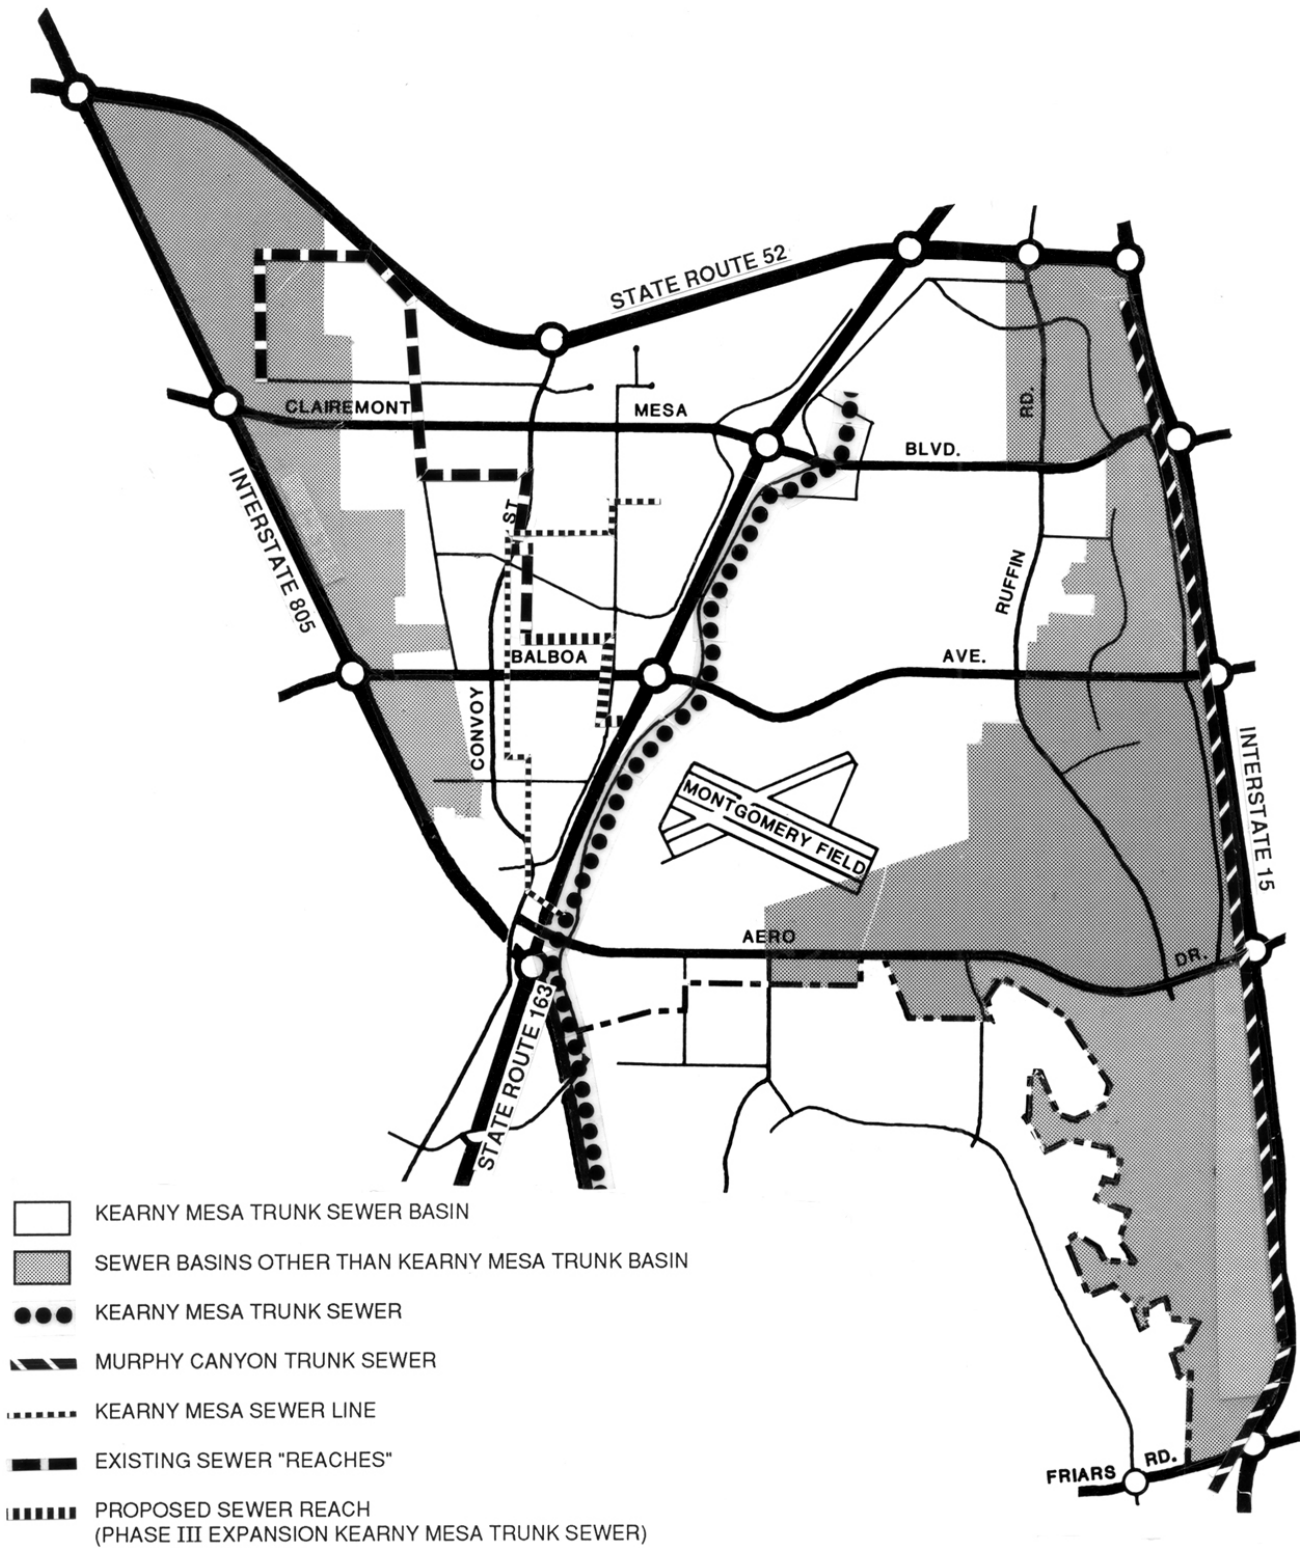 STATE ROUTE 52
CLAIREMONT
MESA
BLVD.
RD.
INTERSTATE 805
ST
RUFFIN
BALBOA
AVE.
CONVOY
MONTGOMERY FIELD
INTERSTATE 15
AERO
DR.
STATE ROUTE 163
FRIARS
RD.
KEARNY MESA TRUNK SEWER BASIN
SEWER BASINS OTHER THAN KEARNY MESA TRUNK BASIN
KEARNY MESA TRUNK SEWER
MURPHY CANYON TRUNK SEWER
KEARNY MESA SEWER LINE
EXISTING SEWER "REACHES"
PROPOSED SEWER REACH
(PHASE III EXPANSION KEARNY MESA TRUNK SEWER)